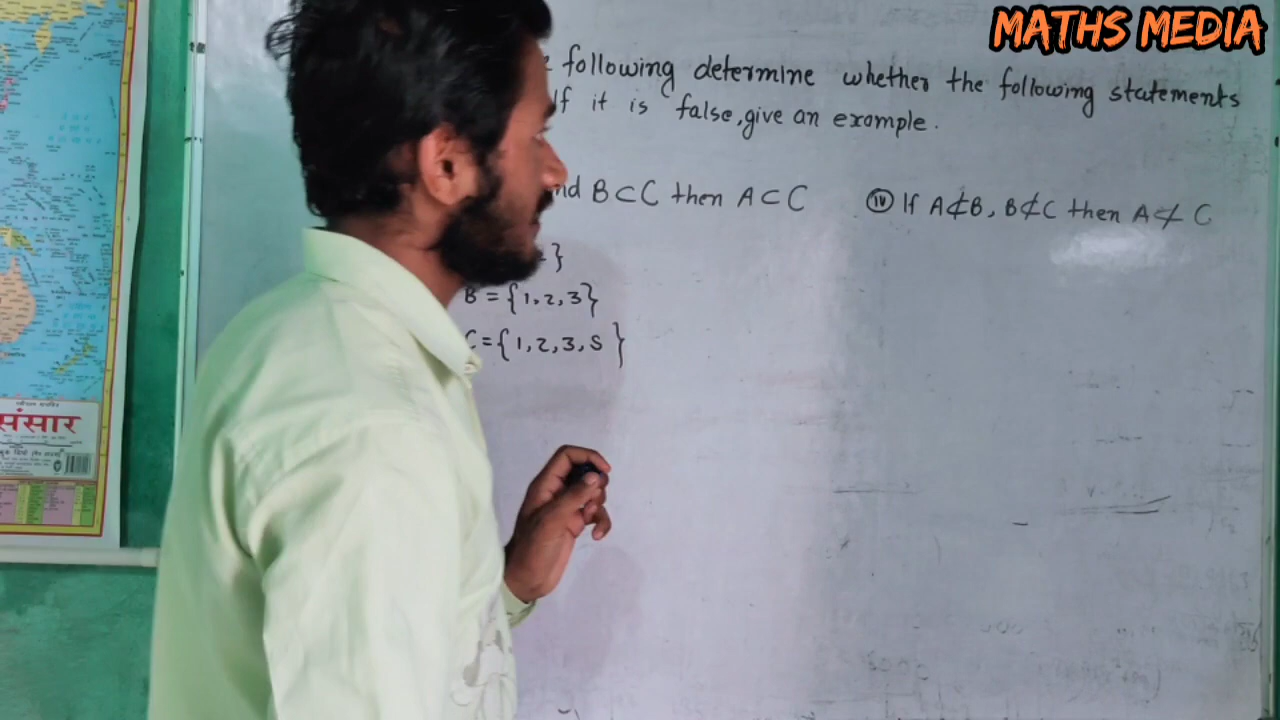 MATHS MEDIA
following determine whether the following statements
If it is false, give an example.
nd B⊂C then A⊂C
iv If A⊄B, B⊄C then A⊄C
}
B = {1,2,3}
C={1,2,3,5}
संसार